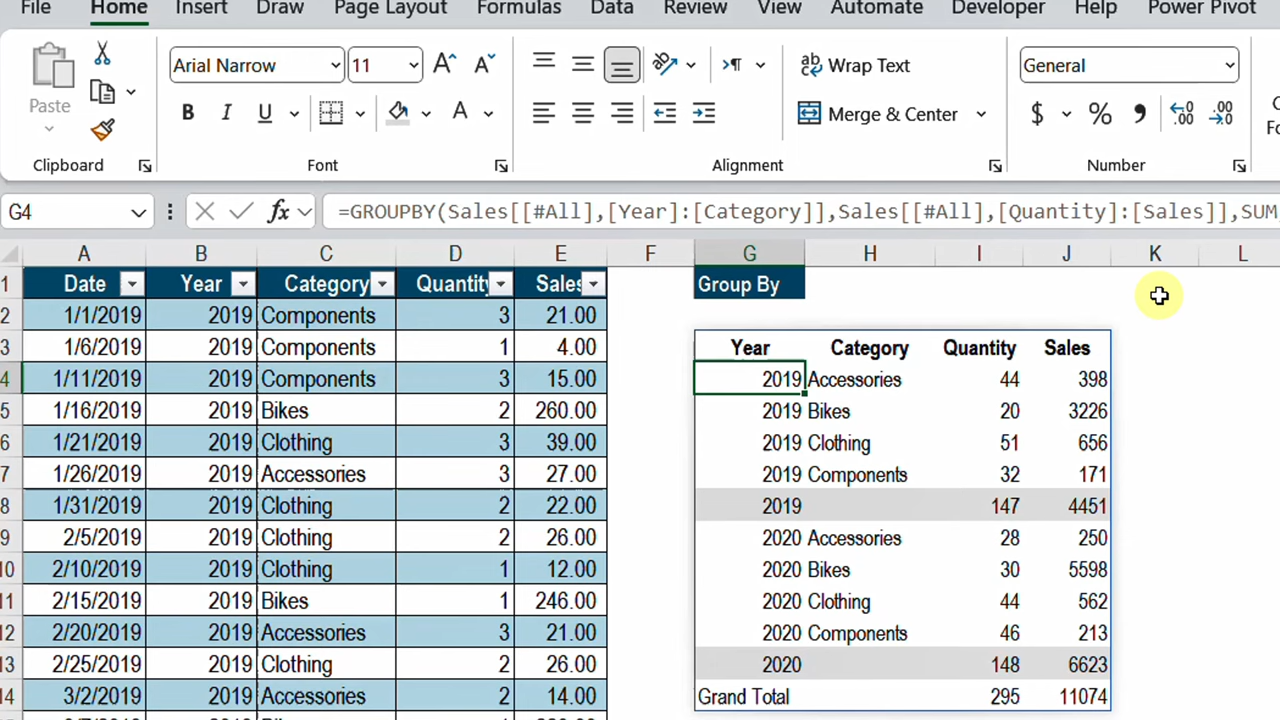 File Home Insert Draw Page Layout Formulas Data Review View Automate Developer Help Power Pivot
Arial Narrow 11 Wrap Text General
Paste B I U A Merge & Center $ % , .00
Clipboard Font Alignment Number
G4 fx =GROUPBY(Sales[[#All],[Year]:[Category]],Sales[[#All],[Quantity]:[Sales]],SUM,
A B C D E F G H I J K L
1 Date Year Category Quantity Sales Group By
2 1/1/2019 2019 Components 3 21.00
3 1/6/2019 2019 Components 1 4.00 Year Category Quantity Sales
4 1/11/2019 2019 Components 3 15.00 2019 Accessories 44 398
5 1/16/2019 2019 Bikes 2 260.00 2019 Bikes 20 3226
6 1/21/2019 2019 Clothing 3 39.00 2019 Clothing 51 656
7 1/26/2019 2019 Accessories 3 27.00 2019 Components 32 171
8 1/31/2019 2019 Clothing 2 22.00 2019 147 4451
9 2/5/2019 2019 Clothing 2 26.00 2020 Accessories 28 250
10 2/10/2019 2019 Clothing 1 12.00 2020 Bikes 30 5598
11 2/15/2019 2019 Bikes 1 246.00 2020 Clothing 44 562
12 2/20/2019 2019 Accessories 3 21.00 2020 Components 46 213
13 2/25/2019 2019 Clothing 2 26.00 2020 148 6623
14 3/2/2019 2019 Accessories 2 14.00 Grand Total 295 11074